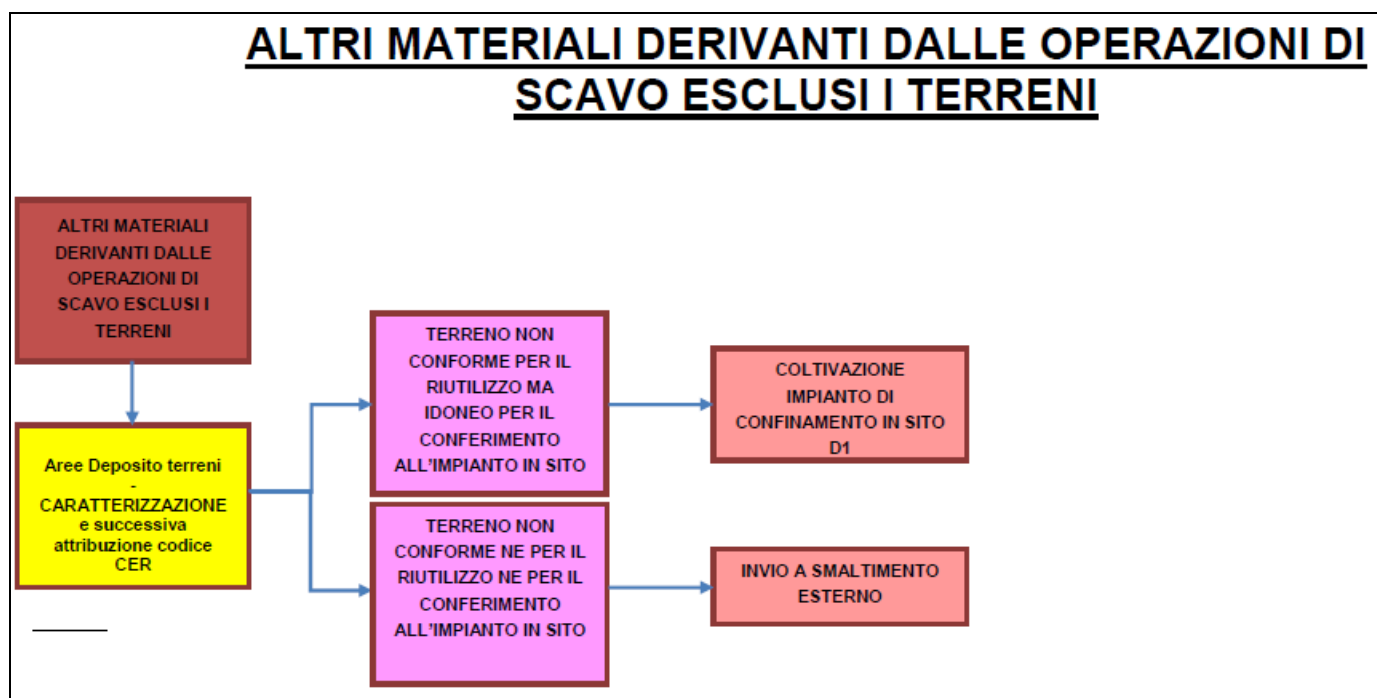 ALTRI MATERIALI DERIVANTI DALLE OPERAZIONI DI
SCAVO ESCLUSI I TERRENI
ALTRI MATERIALI
DERIVANTI DALLE
OPERAZIONI DI
SCAVO ESCLUSI I
TERRENI
Aree Deposito terreni
-
CARATTERIZZAZIONE
e successiva
attribuzione codice
CER
TERRENO NON
CONFORME PER IL
RIUTILIZZO MA
IDONEO PER IL
CONFERIMENTO
ALL'IMPIANTO IN SITO
COLTIVAZIONE
IMPIANTO DI
CONFINAMENTO IN SITO
D1
TERRENO NON
CONFORME NE PER IL
RIUTILIZZO NE PER IL
CONFERIMENTO
ALL'IMPIANTO IN SITO
INVIO A SMALTIMENTO
ESTERNO